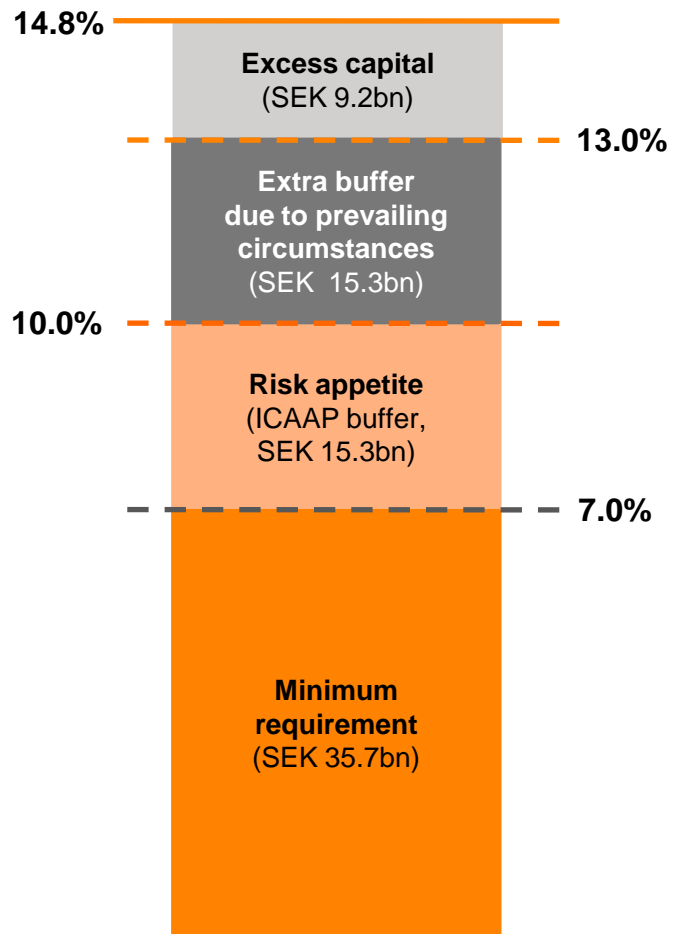 14.8%
Excess capital
(SEK 9.2bn)
13.0%
Extra buffer
due to prevailing
circumstances
(SEK 15.3bn)
10.0%
Risk appetite
(ICAAP buffer,
SEK 15.3bn)
7.0%
Minimum
requirement
(SEK 35.7bn)